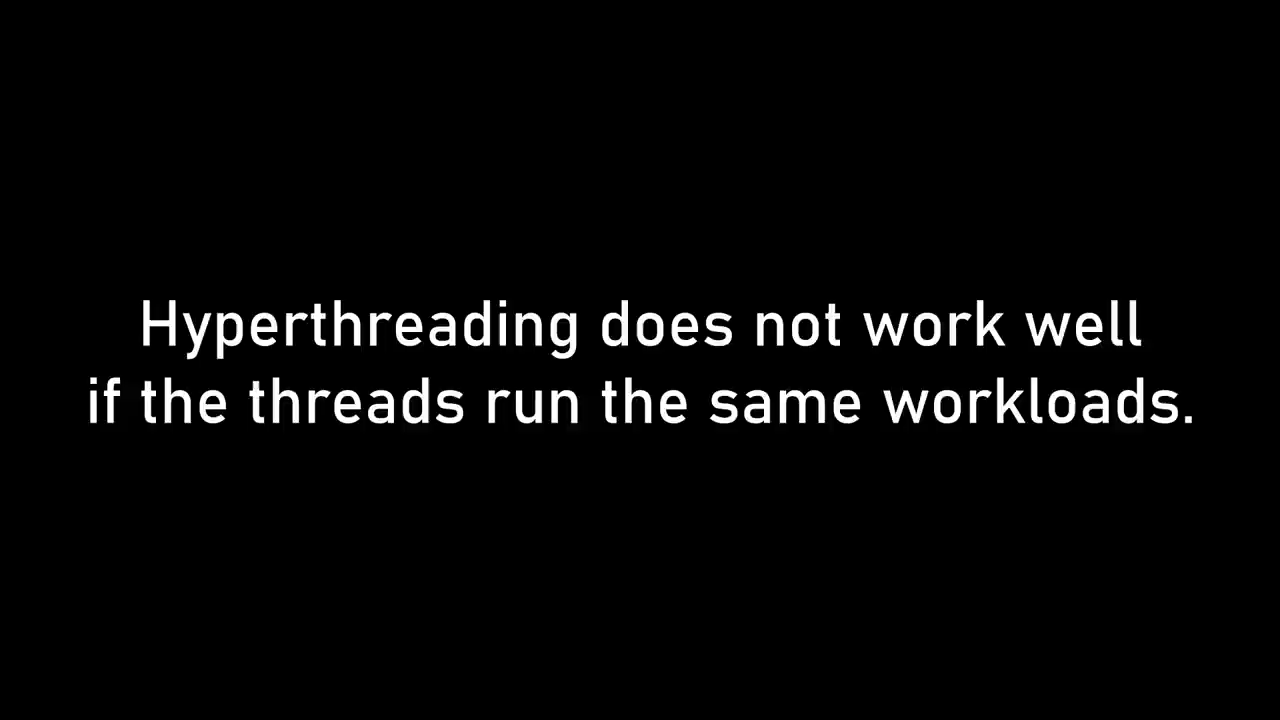 Hyperthreading does not work well
if the threads run the same workloads.